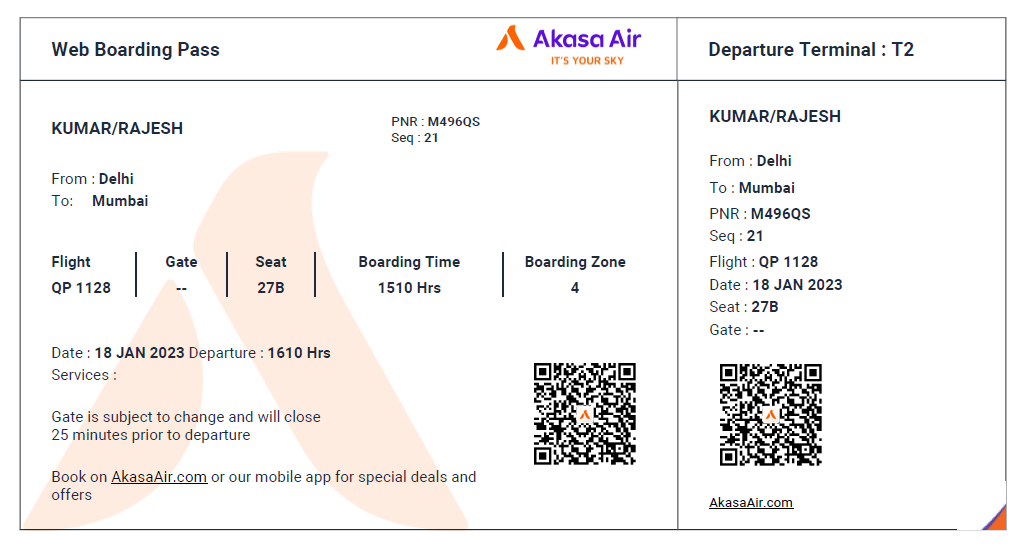 Web Boarding Pass
Akasa Air
IT'S YOUR SKY
Departure Terminal : T2
KUMAR/RAJESH
PNR : M496QS
Seq : 21
From : Delhi
To: Mumbai
Flight Gate Seat Boarding Time Boarding Zone
QP 1128 -- 27B 1510 Hrs 4
Date : 18 JAN 2023 Departure : 1610 Hrs
Services :
Gate is subject to change and will close
25 minutes prior to departure
Book on AkasaAir.com or our mobile app for special deals and
offers
KUMAR/RAJESH
From : Delhi
To : Mumbai
PNR : M496QS
Seq : 21
Flight : QP 1128
Date : 18 JAN 2023
Seat : 27B
Gate : --
AkasaAir.com